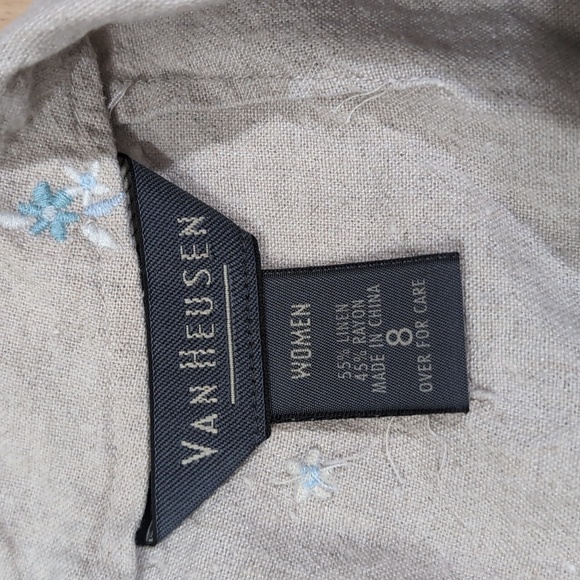 VAN HEUSEN
WOMEN
55% LINEN
45% RAYON
MADE IN CHINA
8
OVER FOR CARE